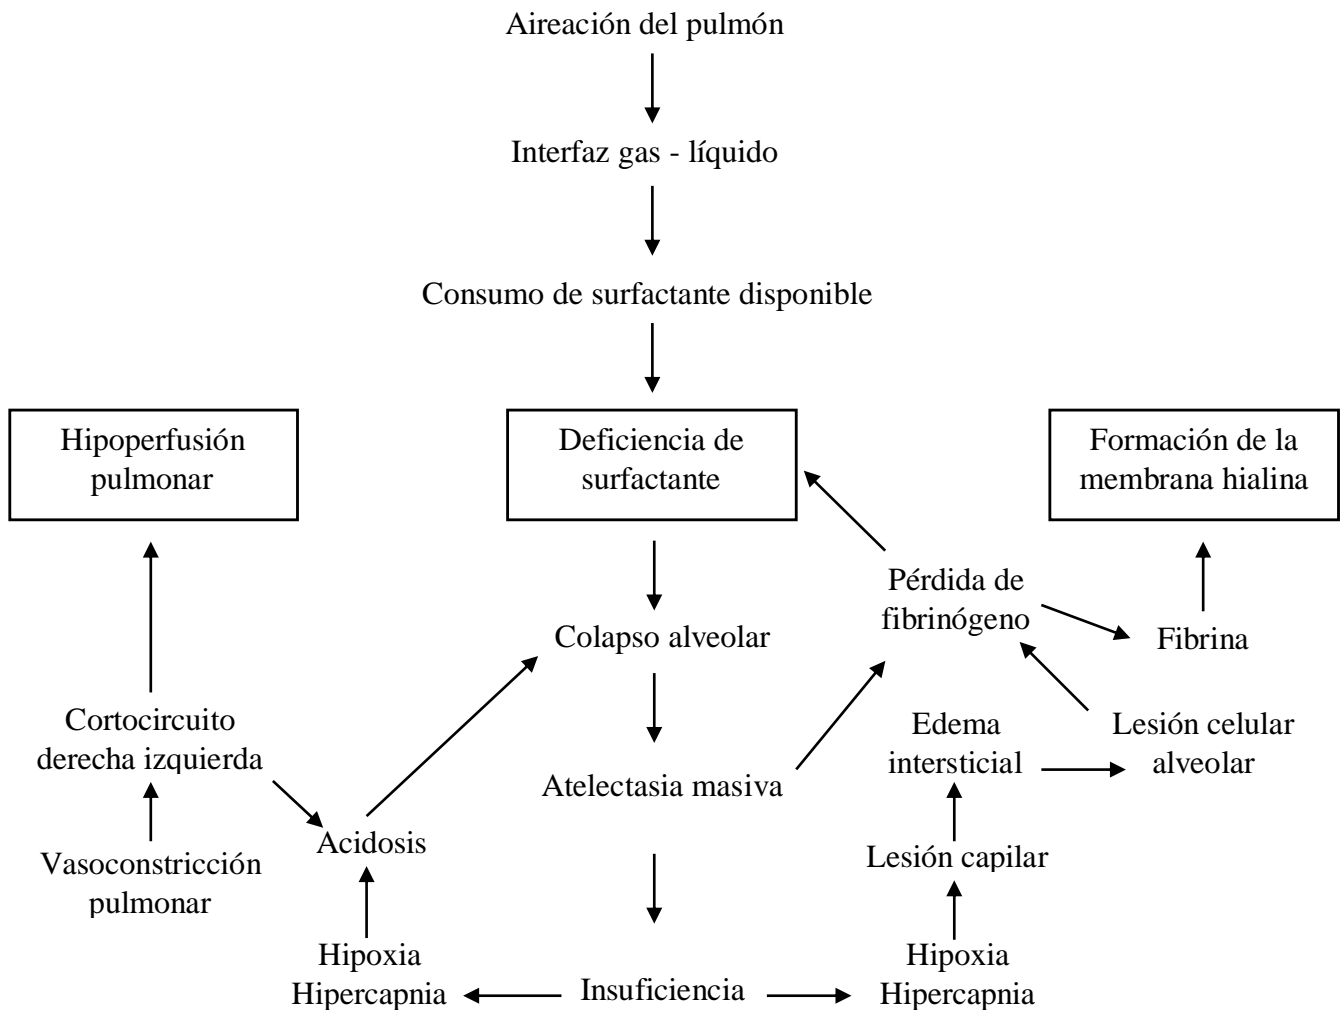 Aireación del pulmón
Interfaz gas - líquido
Consumo de surfactante disponible
Hipoperfusión
pulmonar
Deficiencia de
surfactante
Formación de la
membrana hialina
Pérdida de
fibrinógeno
Colapso alveolar
Fibrina
Cortocircuito
derecha izquierda
Edema
intersticial
Lesión celular
alveolar
Atelectasia masiva
Acidosis
Vasoconstricción
pulmonar
Lesión capilar
Hipoxia
Hipercapnia
Insuficiencia
Hipoxia
Hipercapnia